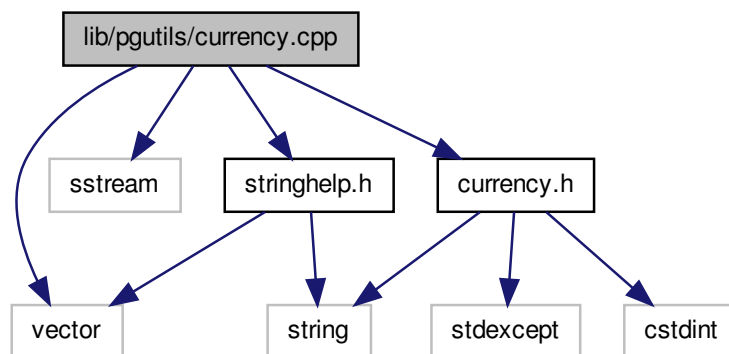 lib/pgutils/currency.cpp
sstream
stringhelp.h
currency.h
vector
string
stdexcept
cstdint